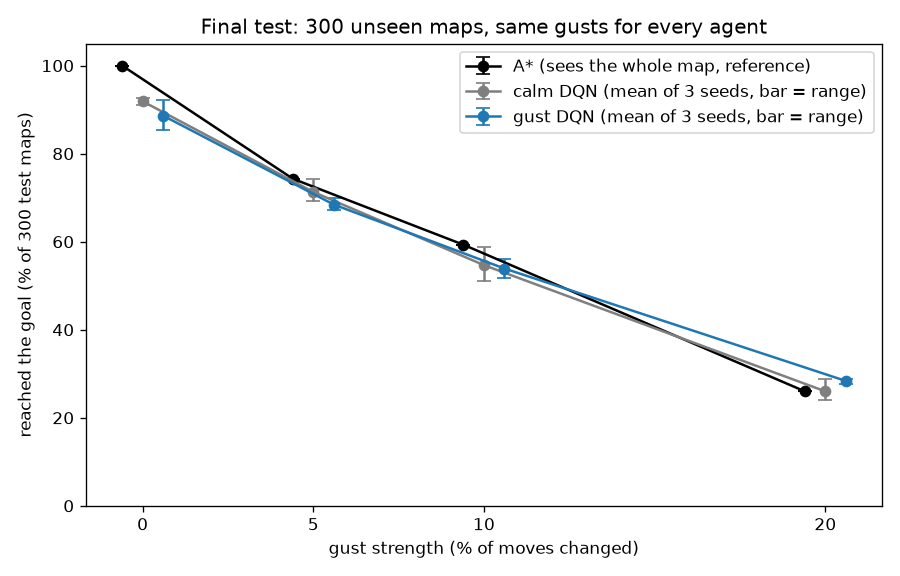 Final test: 300 unseen maps, same gusts for every agent
A* (sees the whole map, reference)
calm DQN (mean of 3 seeds, bar = range)
gust DQN (mean of 3 seeds, bar = range)
reached the goal (% of 300 test maps)
100
80
60
40
20
0
0 5 10 20
gust strength (% of moves changed)